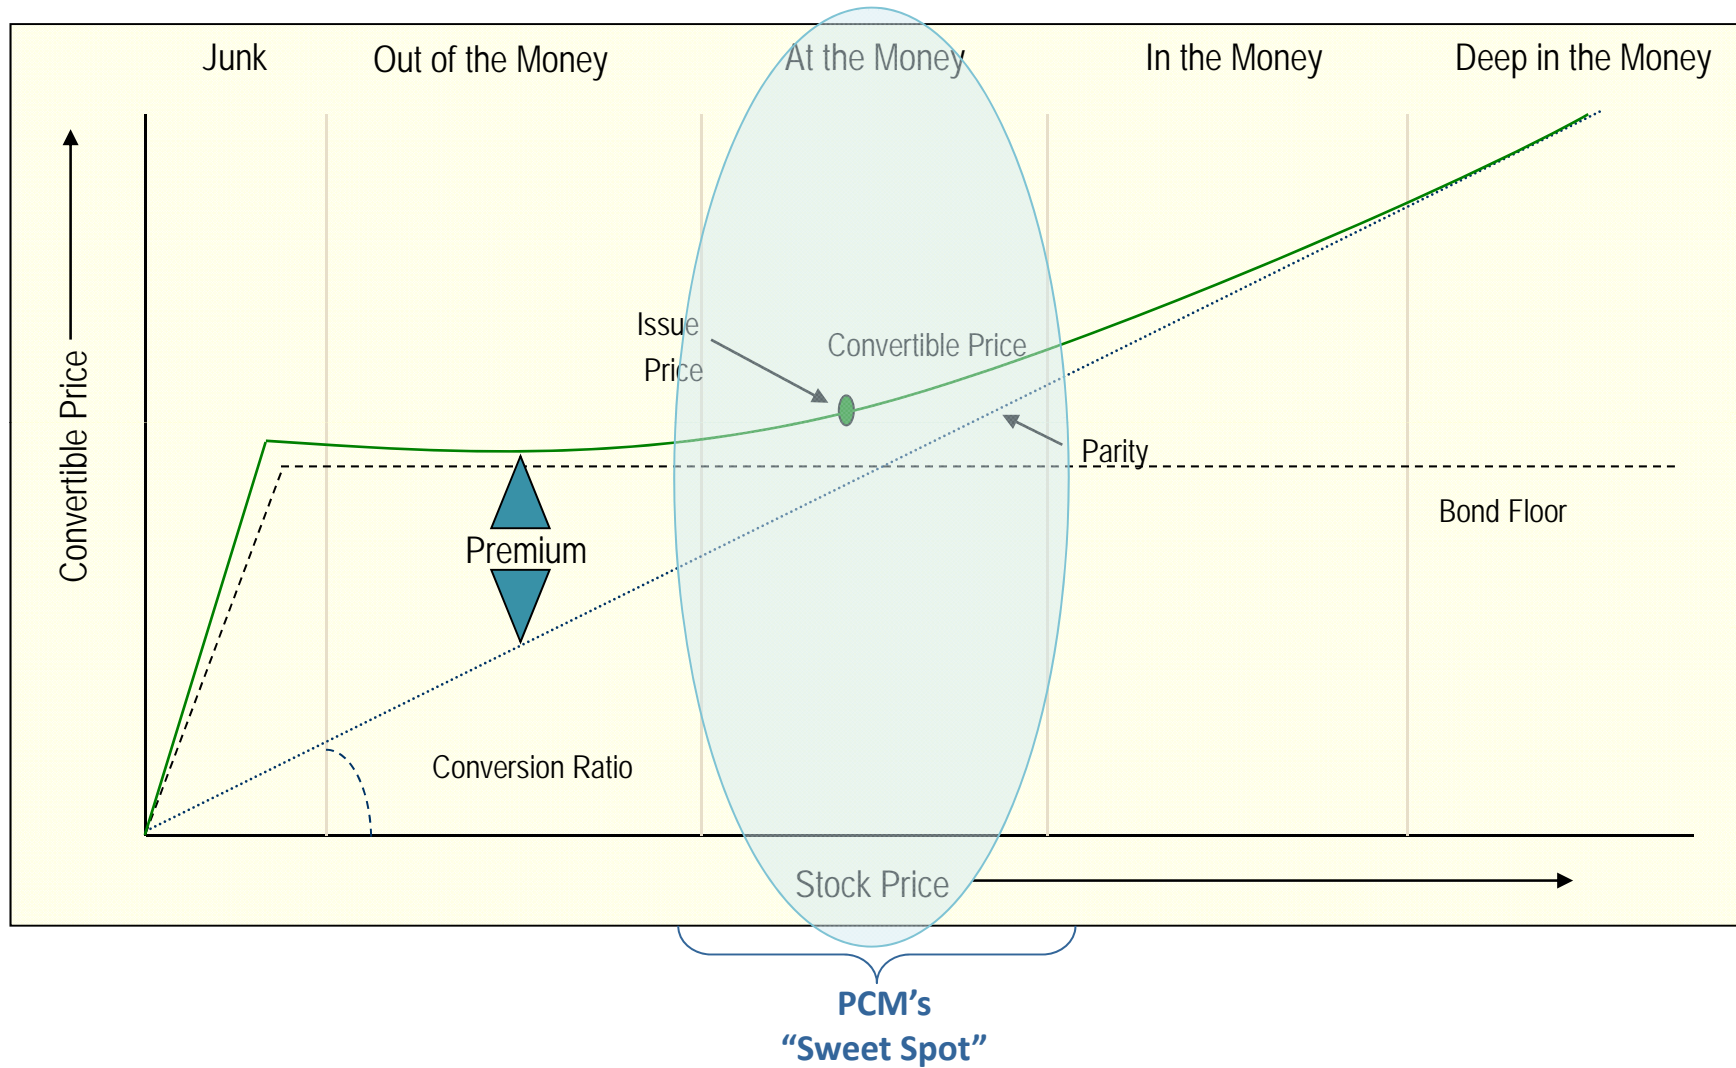 Junk
Out of the Money
At the Money
In the Money
Deep in the Money
Convertible Price
Issue
Price
Convertible Price
Parity
Bond Floor
Premium
Conversion Ratio
Stock Price
PCM’s
“Sweet Spot”